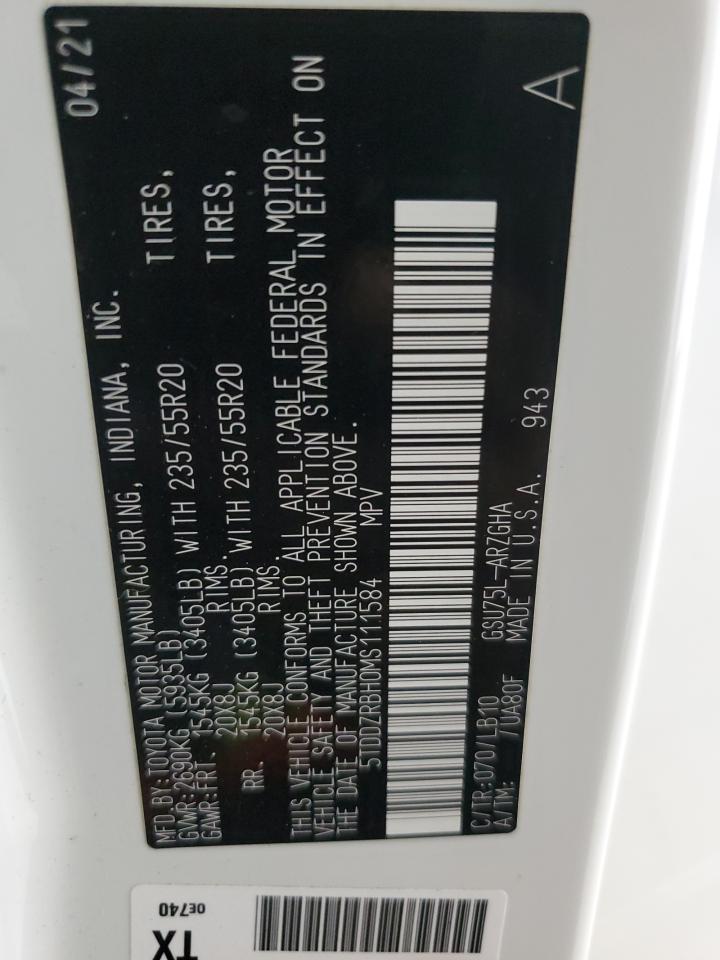 MFD. BY: TOYOTA MOTOR MANUFACTURING, INDIANA, INC. 04/21
GVWR: 2690KG (5935LB)
GAWR: FRT. 1545KG (3405LB) WITH 235/55R20 TIRES,
20X8J RIMS.
RR. 1545KG (3405LB) WITH 235/55R20 TIRES,
20X8J RIMS.
THIS VEHICLE CONFORMS TO ALL APPLICABLE FEDERAL MOTOR
VEHICLE SAFETY AND THEFT PREVENTION STANDARDS IN EFFECT ON
THE DATE OF MANUFACTURE SHOWN ABOVE.
5TDDZRBH0MS111584 MPV
A
C/TR: 070/LB10 GSU75L-ARZGHA
A/TM: /UA80F MADE IN U.S.A. 943
0E740
TX